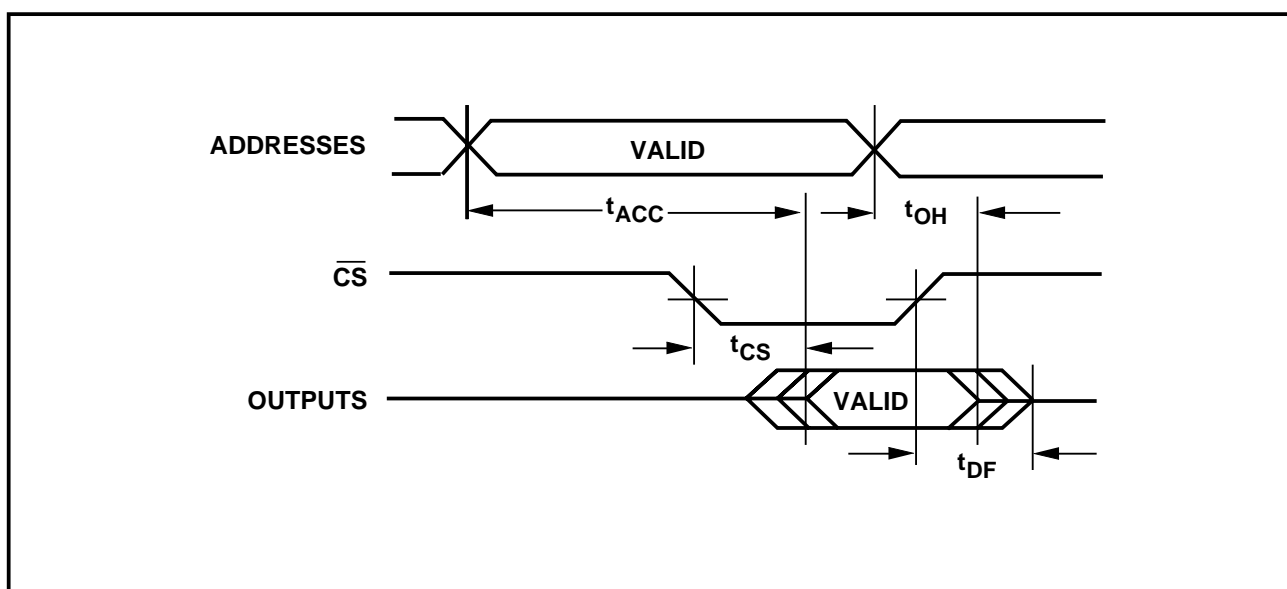 ADDRESSES
VALID
tACC
tOH
CS
tCS
OUTPUTS
VALID
tDF